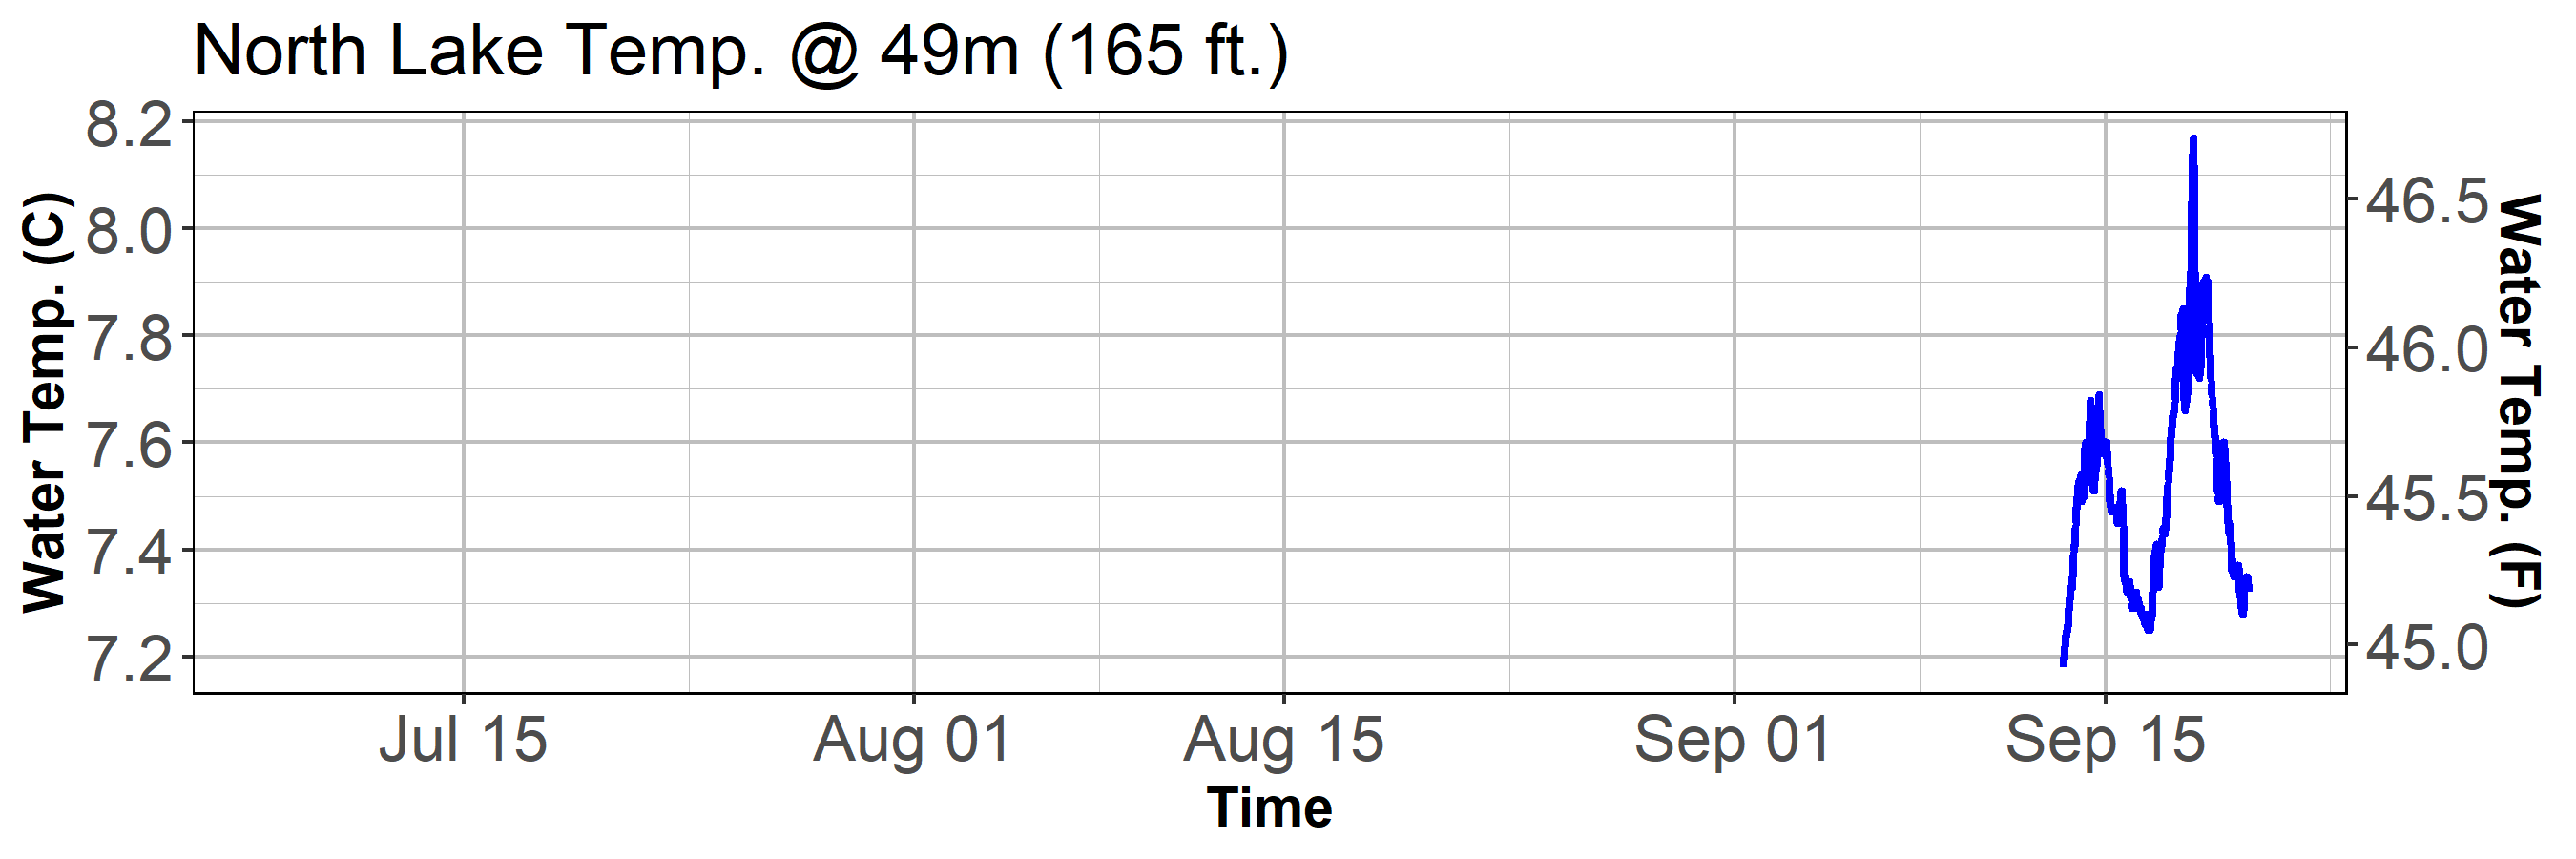 North Lake Temp. @ 49m (165 ft.)
8.2
8.0
7.8
7.6
7.4
7.2
Water Temp. (C)
46.5
46.0
45.5
45.0
Water Temp. (F)
Jul 15
Aug 01
Aug 15
Sep 01
Sep 15
Time